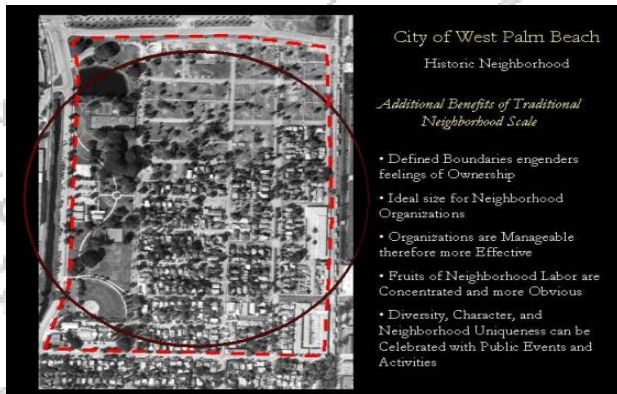 City of West Palm Beach
Historic Neighborhood
Additional Benefits of Traditional
Neighborhood Scale
• Defined Boundaries engenders
feelings of Ownership
• Ideal size for Neighborhood
Organizations
• Organizations are Manageable
therefore more Effective
• Fruits of Neighborhood Labor are
Concentrated and more Obvious
• Diversity, Character, and
Neighborhood Uniqueness can be
Celebrated with Public Events and
Activities